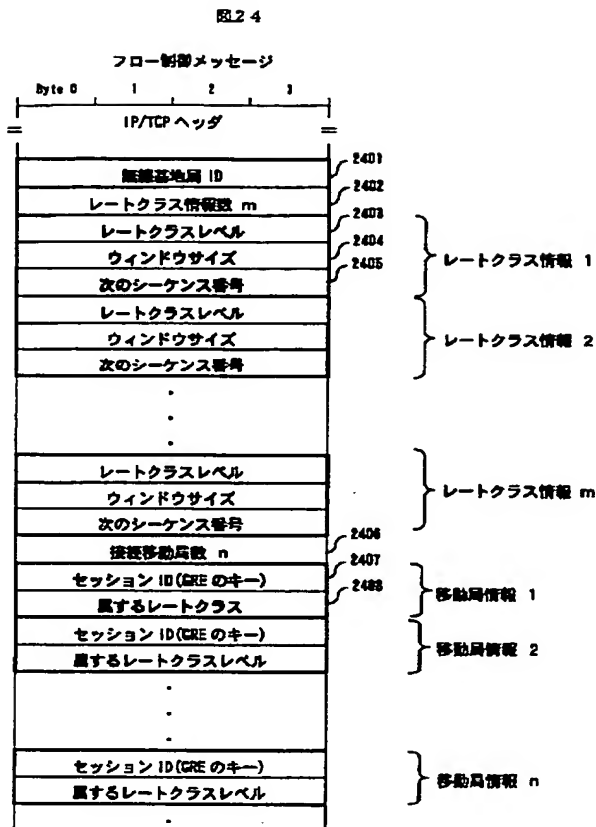 図24
フロー制御メッセージ
Byte 0 1 2 3
IP/TCP ヘッダ
無線基地局 ID 2401
レートクラス情報数 m 2402
レートクラスレベル 2403
ウィンドウサイズ 2404
次のシーケンス番号 2405
レートクラス情報 1
レートクラスレベル
ウィンドウサイズ
次のシーケンス番号
レートクラス情報 2
レートクラスレベル
ウィンドウサイズ
次のシーケンス番号
レートクラス情報 m
接続移動局数 n 2406
セッション ID(GRE のキー) 2407
属するレートクラス 2488
移動局情報 1
セッション ID(GRE のキー)
属するレートクラスレベル
移動局情報 2
セッション ID(GRE のキー)
属するレートクラスレベル
移動局情報 n